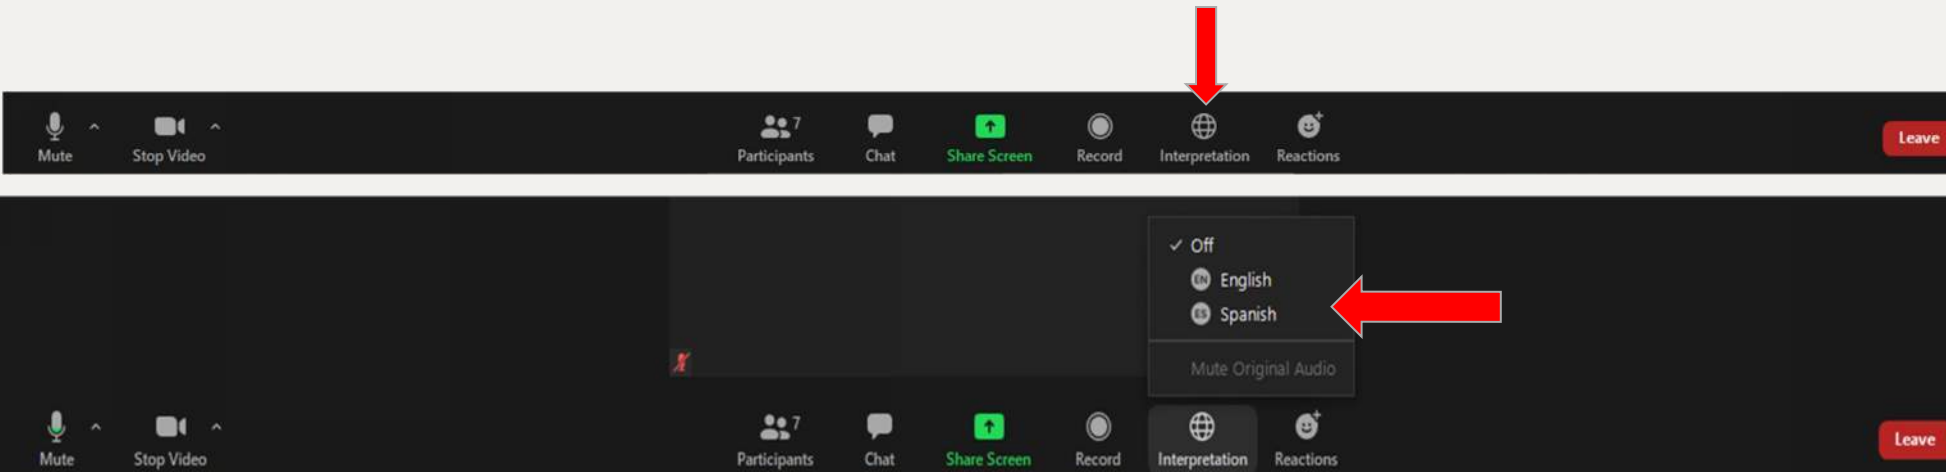 7
Mute Stop Video Participants Chat Share Screen Record Interpretation Reactions Leave
Off
EN English
ES Spanish
Mute Original Audio
7
Mute Stop Video Participants Chat Share Screen Record Interpretation Reactions Leave